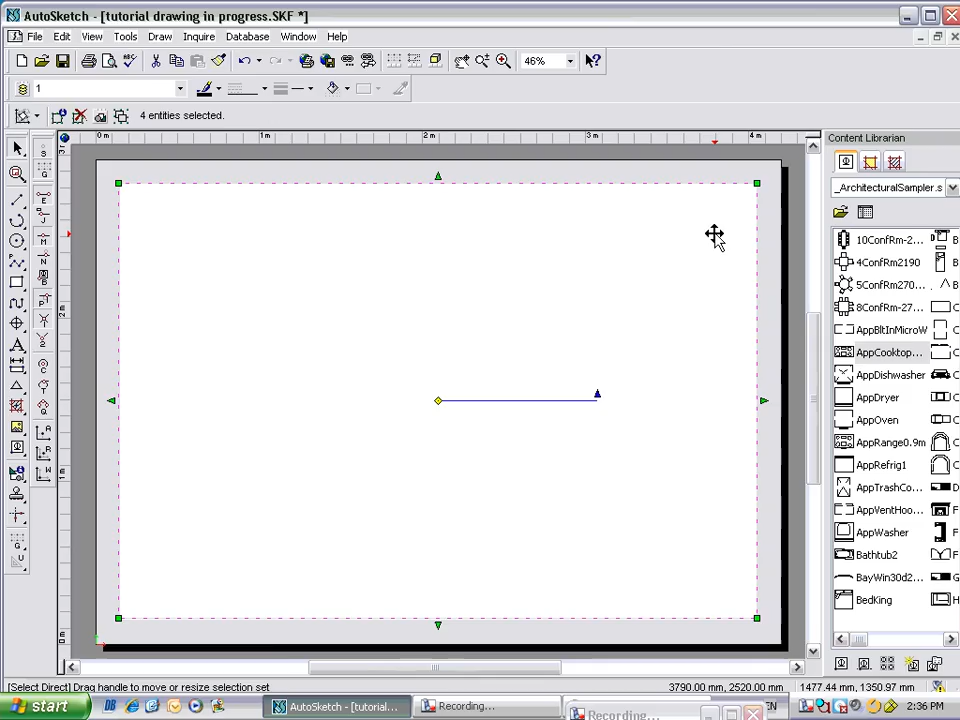 AutoSketch - [tutorial drawing in progress.SKF *]
File Edit View Tools Draw Inquire Database Window Help
46%
1
4 entities selected.
0 m 1 m 2 m 3 m 4 m
Content Librarian
_ArchitecturalSampler.s
10ConfRm-2... B
4ConfRm2190 B
5ConfRm270... B
8ConfRm-27... C
AppBltInMicroW C
AppCooktop... C
AppDishwasher C
AppDryer C
AppOven C
AppRange0.9m C
AppRefrig1 C
AppTrashCo... D
AppVentHoo... F
AppWasher F
Bathtub2 F
BayWin30d2... G
BedKing H
[Select Direct] Drag handle to move or resize selection set
3790.00 mm, 2520.00 mm 1477.44 mm, 1350.97 mm
start
AutoSketch - [tutorial...
Recording...
Recording...
EN
2:36 PM